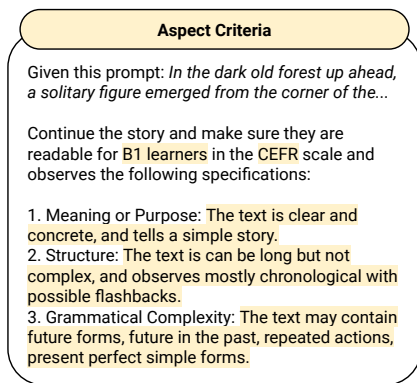 Aspect Criteria
Given this prompt: In the dark old forest up ahead,
a solitary figure emerged from the corner of the...
Continue the story and make sure they are
readable for B1 learners in the CEFR scale and
observes the following specifications:
1. Meaning or Purpose: The text is clear and
concrete, and tells a simple story.
2. Structure: The text is can be long but not
complex, and observes mostly chronological with
possible flashbacks.
3. Grammatical Complexity: The text may contain
future forms, future in the past, repeated actions,
present perfect simple forms.